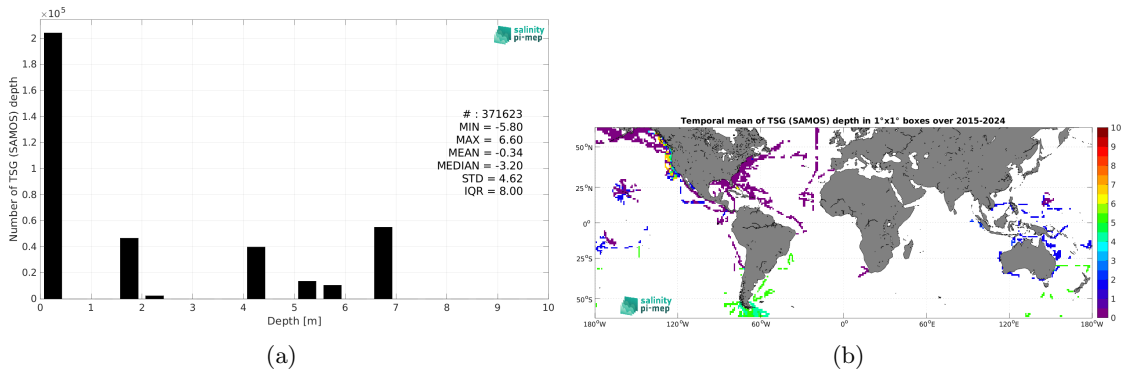 ×10⁵
2
1.8
1.6
1.4
1.2
1
0.8
0.6
0.4
0.2
0
Number of TSG (SAMOS) depth
0 1 2 3 4 5 6 7 8 9 10
Depth [m]
salinity
pi-mep
# : 371623
MIN = -5.80
MAX = 6.60
MEAN = -0.34
MEDIAN = -3.20
STD = 4.62
IQR = 8.00
(a)
Temporal mean of TSG (SAMOS) depth in 1°x1° boxes over 2015-2024
50°N
25°N
0°
25°S
50°S
180°W 120°W 60°W 0° 60°E 120°E 180°E
salinity
pi-mep
10
9
8
7
6
5
4
3
2
1
0
(b)